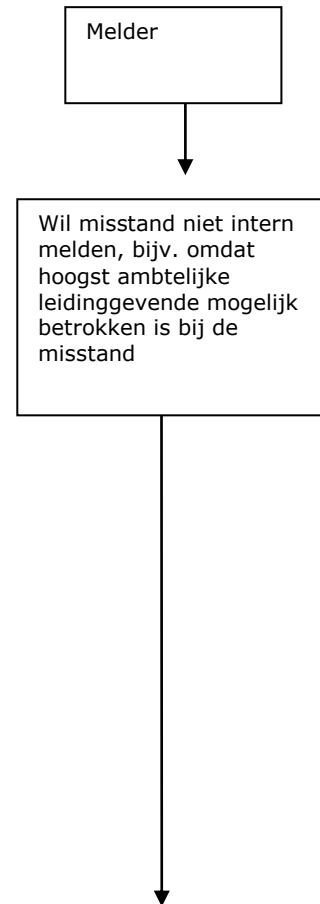 Melder
Wil misstand niet intern
melden, bijv. omdat
hoogst ambtelijke
leidinggevende mogelijk
betrokken is bij de
misstand